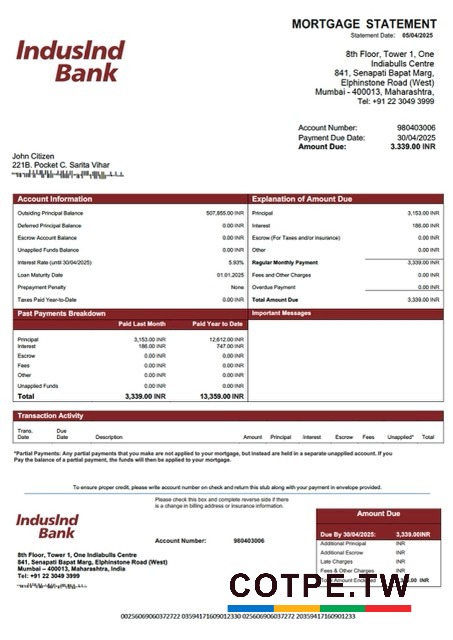 MORTGAGE STATEMENT
Statement Date: 05/04/2025
IndusInd
Bank
8th Floor, Tower 1, One
Indiabulls Centre
841, Senapati Bapat Marg,
Elphinstone Road (West)
Mumbai - 400013, Maharashtra,
Tel: +91 22 3049 3999
Account Number: 980403006
Payment Due Date: 30/04/2025
Amount Due: 3.339.00 INR
John Citizen
221B. Pocket C. Sarita Vihar
Account Information
Outsiding Principal Balance 507,855.00 INR
Deferred Principal Balance 0.00 INR
Escrow Account Balance 0.00 INR
Unapplied Funds Balance 0.00 INR
Interest Rate (until 30/04/2025) 5.93%
Loan Maturity Date 01.01.2025
Prepayment Penalty None
Taxes Paid Year-to-Date 0.00 INR
Explanation of Amount Due
Principal 3,153.00 INR
Interest 186.00 INR
Escrow (For Taxes and/or insurance) 0.00 INR
Other 0.00 INR
Regular Monthly Payment 3,339.00 INR
Fees and Other Charges 0.00 INR
Overdue Payment 0.00 INR
Total Amount Due 3,339.00 INR
Past Payments Breakdown
Paid Last Month Paid Year to Date
Principal 3,153.00 INR 12,612.00 INR
Interest 186.00 INR 747.00 INR
Escrow 0.00 INR 0.00 INR
Fees 0.00 INR 0.00 INR
Other 0.00 INR 0.00 INR
Unapplied Funds 0.00 INR 0.00 INR
Total 3,339.00 INR 13,359.00 INR
Important Messages
Transaction Activity
Trans. Date Due Date Description Amount Principal Interest Escrow Fees Unapplied* Total
*Partial Payments: Any partial payments that you make are not applied to your mortgage, but instead are held in a separate unapplied account. If you
Pay the balance of a partial payment, the funds will then be applied to your mortgage.
To ensure proper credit, please write account number on check and return this stub along with your payment in envelope provided.
Please check this box and complete reverse side if there
is a change in billing address or insurance information.
IndusInd
Bank
Account Number: 980403006
8th Floor, Tower 1, One Indiabulls Centre
841, Senapati Bapat Marg, Elphinstone Road (West)
Mumbai – 400013, Maharashtra, India
Tel: +91 22 3049 3999
Amount Due
Due By 30/04/2025: 3,339.00INR
Additional Principal INR
Additional Escrow INR
Late Charges INR
Fees & Other Charges INR
Total Amount Enclosed
COTPE.TW